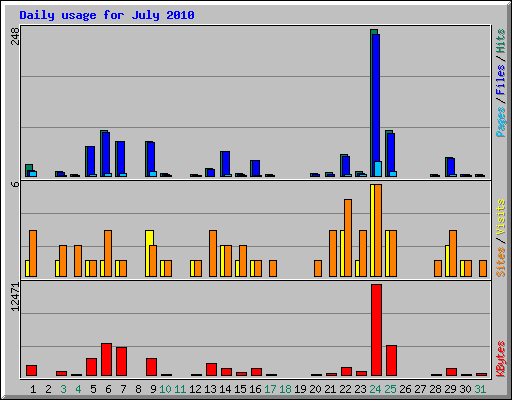 Daily usage for July 2010
248
Pages / Files / Hits
6
Sites / Visits
12471
KBytes
1 2 3 4 5 6 7 8 9 10 11 12 13 14 15 16 17 18 19 20 21 22 23 24 25 26 27 28 29 30 31